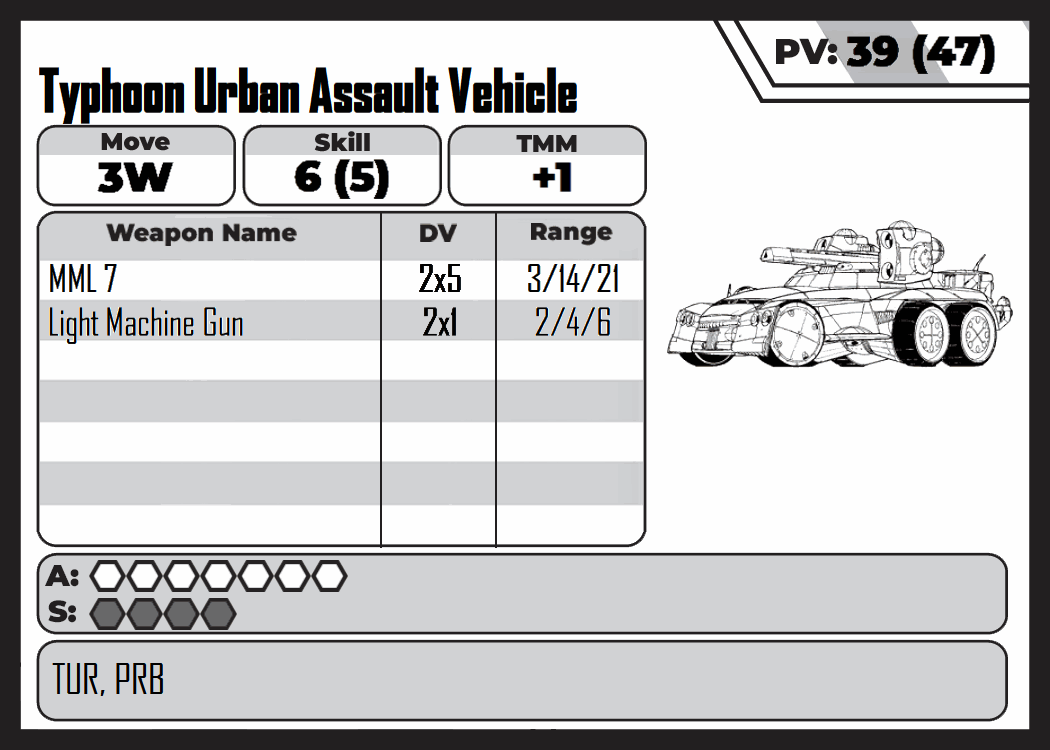 PV: 39 (47)
Typhoon Urban Assault Vehicle
Move Skill TMM
3W 6 (5) +1
Weapon Name DV Range
MML 7 2x5 3/14/21
Light Machine Gun 2x1 2/4/6
A:
S:
TUR, PRB